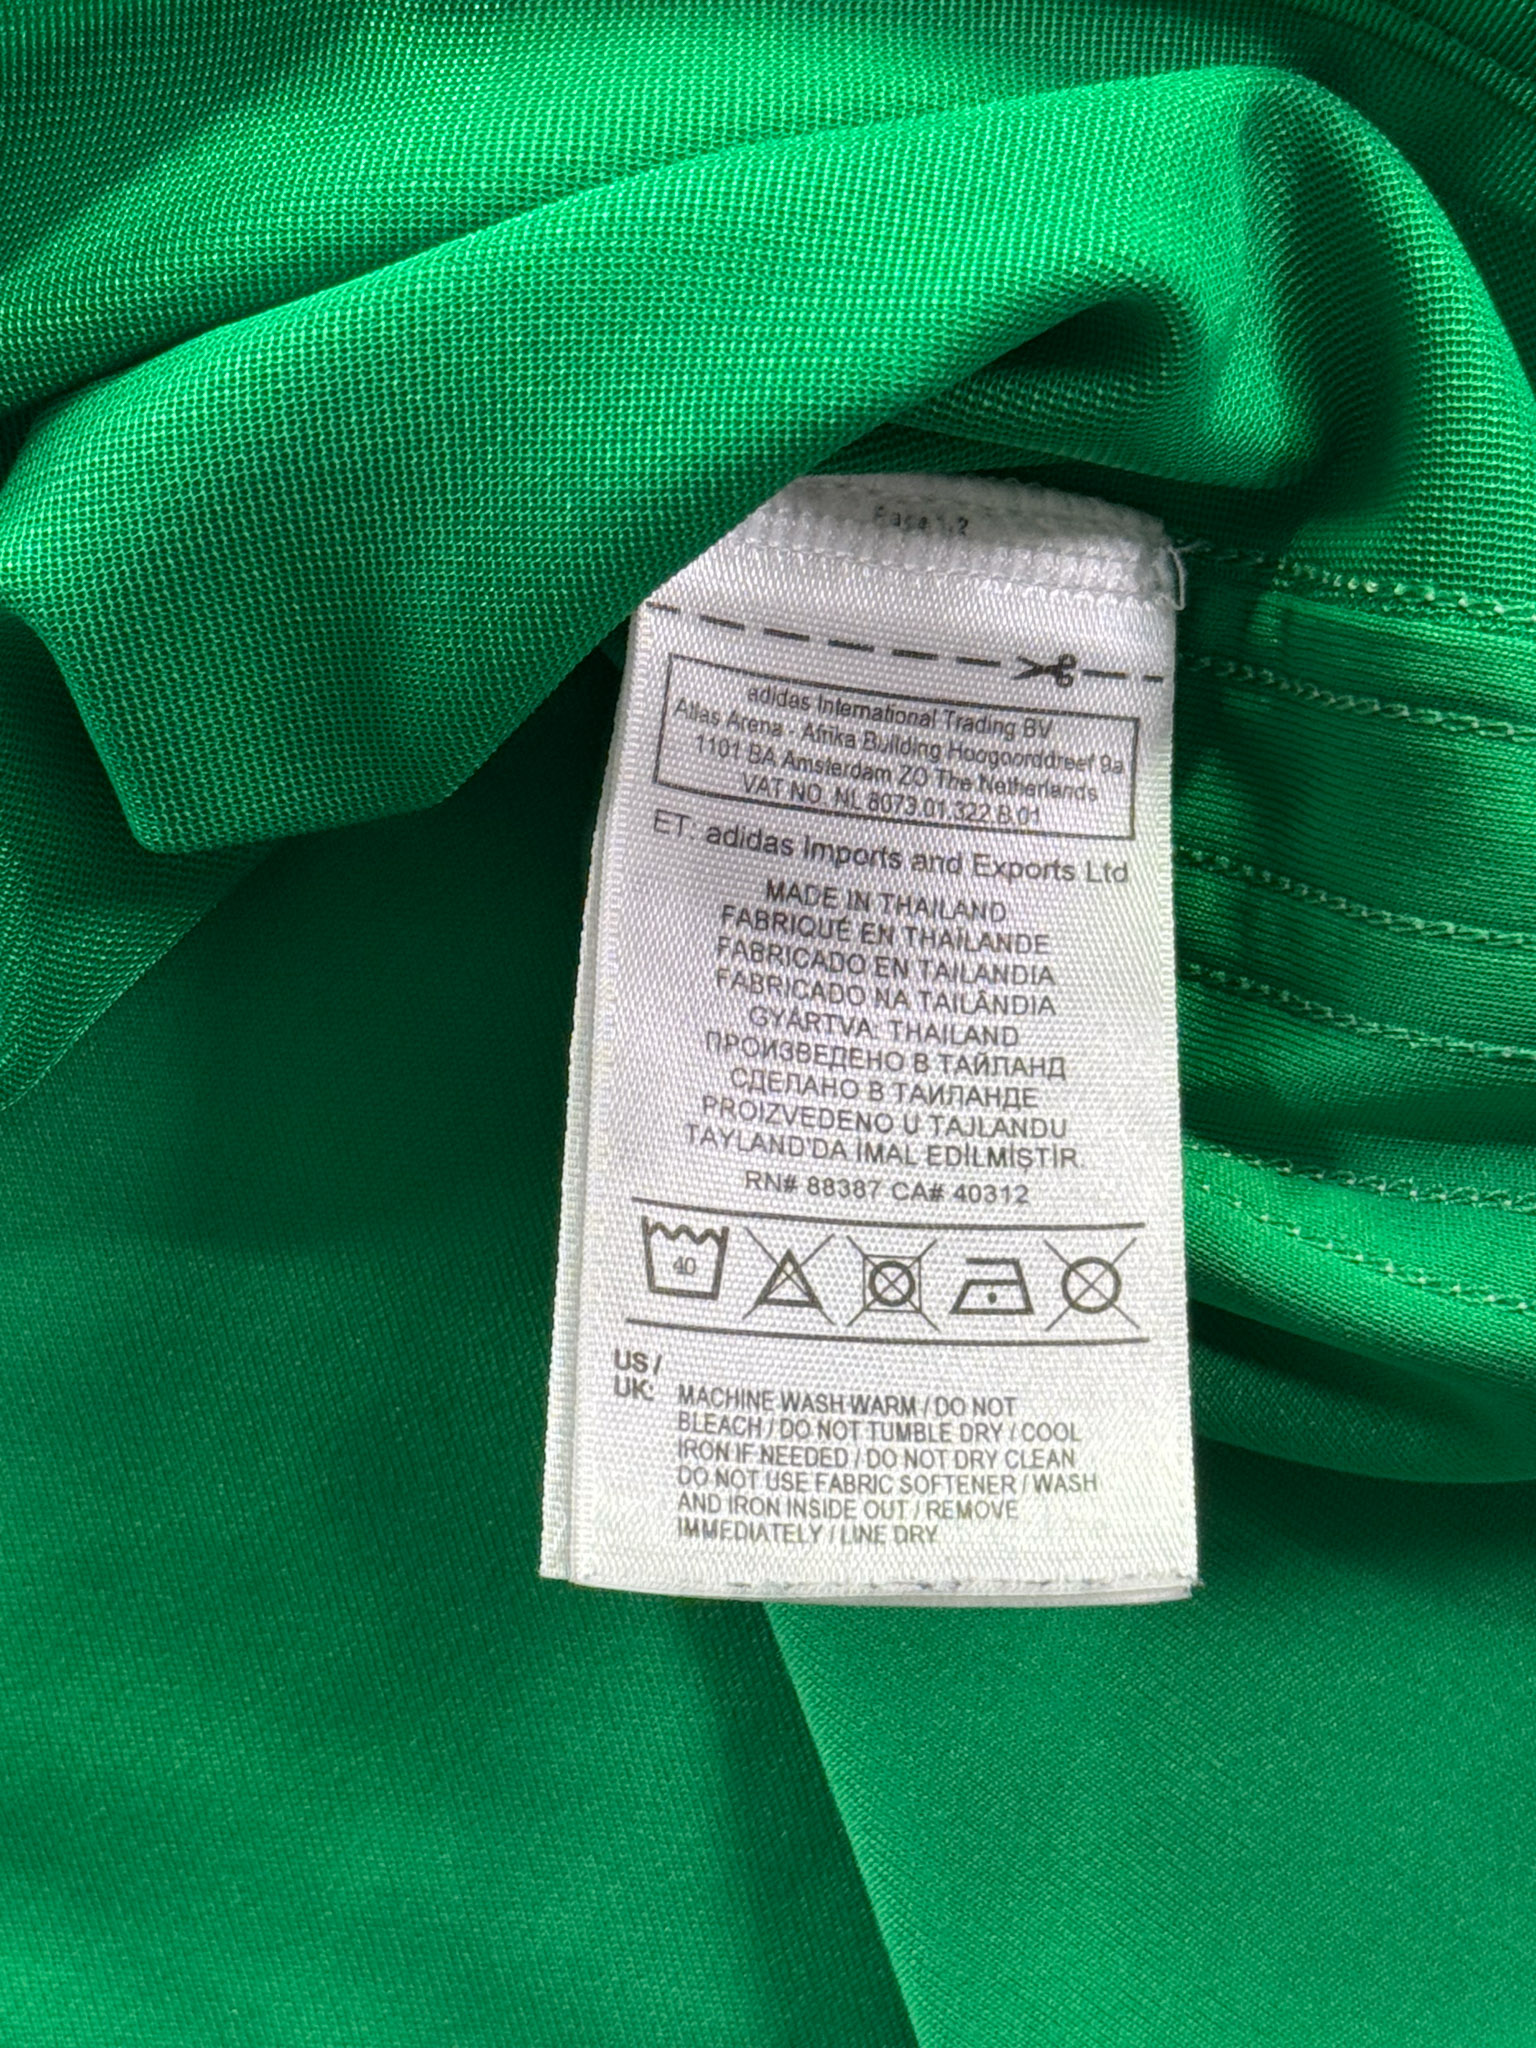 Page 1.2
adidas International Trading BV
Atlas Arena - Afrika Building Hoogoorddreef 9a
1101 BA Amsterdam ZO The Netherlands
VAT NO. NL 8073.01.322.B.01
ET: adidas Imports and Exports Ltd
MADE IN THAILAND
FABRIQUÉ EN THAÏLANDE
FABRICADO EN TAILANDIA
FABRICADO NA TAILÂNDIA
GYÁRTVA: THAILAND
ПРОИЗВЕДЕНО В ТАЙЛАНД
СДЕЛАНО В ТАИЛАНДЕ
PROIZVEDENO U TAJLANDU
TAYLAND'DA İMAL EDİLMİŞTİR.
RN# 88387 CA# 40312
40
US /
UK: MACHINE WASH WARM / DO NOT
BLEACH / DO NOT TUMBLE DRY / COOL
IRON IF NEEDED / DO NOT DRY CLEAN
DO NOT USE FABRIC SOFTENER / WASH
AND IRON INSIDE OUT / REMOVE
IMMEDIATELY / LINE DRY